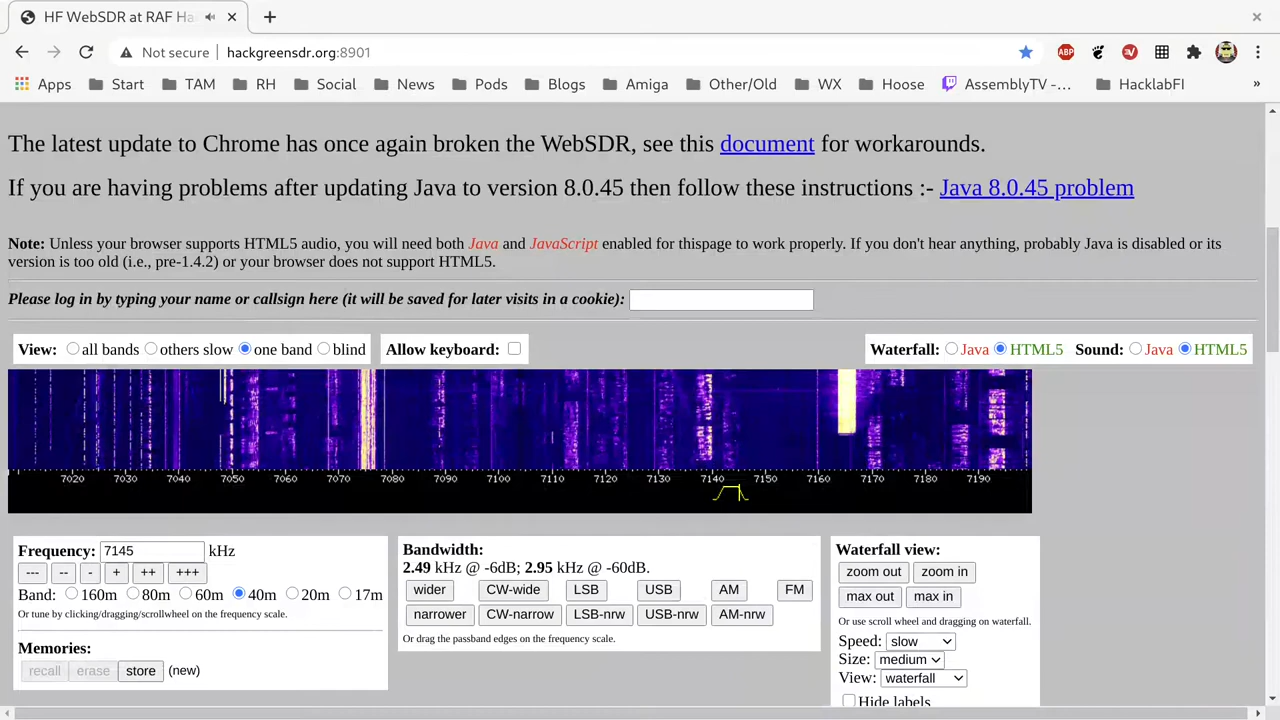 HF WebSDR at RAF Ha
Not secure | hackgreensdr.org:8901
Apps Start TAM RH Social News Pods Blogs Amiga Other/Old WX Hoose AssemblyTV -... HacklabFI »
The latest update to Chrome has once again broken the WebSDR, see this document for workarounds.
If you are having problems after updating Java to version 8.0.45 then follow these instructions :- Java 8.0.45 problem
Note: Unless your browser supports HTML5 audio, you will need both Java and JavaScript enabled for thispage to work properly. If you don't hear anything, probably Java is disabled or its
version is too old (i.e., pre-1.4.2) or your browser does not support HTML5.
Please log in by typing your name or callsign here (it will be saved for later visits in a cookie):
View: all bands others slow one band blind Allow keyboard: Waterfall: Java HTML5 Sound: Java HTML5
7020 7030 7040 7050 7060 7070 7080 7090 7100 7110 7120 7130 7140 7150 7160 7170 7180 7190
Frequency: 7145 kHz
--- -- - + ++ +++
Band: 160m 80m 60m 40m 20m 17m
Or tune by clicking/dragging/scrollwheel on the frequency scale.
Memories:
recall erase store (new)
Bandwidth:
2.49 kHz @ -6dB; 2.95 kHz @ -60dB.
wider CW-wide LSB USB AM FM
narrower CW-narrow LSB-nrw USB-nrw AM-nrw
Or drag the passband edges on the frequency scale.
Waterfall view:
zoom out zoom in
max out max in
Or use scroll wheel and dragging on waterfall.
Speed: slow
Size: medium
View: waterfall
Hide labels